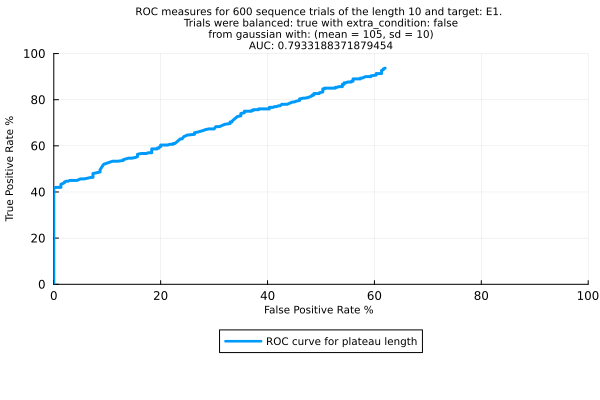 ROC measures for 600 sequence trials of the length 10 and target: E1.
Trials were balanced: true with extra_condition: false
from gaussian with: (mean = 105, sd = 10)
AUC: 0.7933188371879454
100
80
60
40
20
0
True Positive Rate %
0 20 40 60 80 100
False Positive Rate %
ROC curve for plateau length